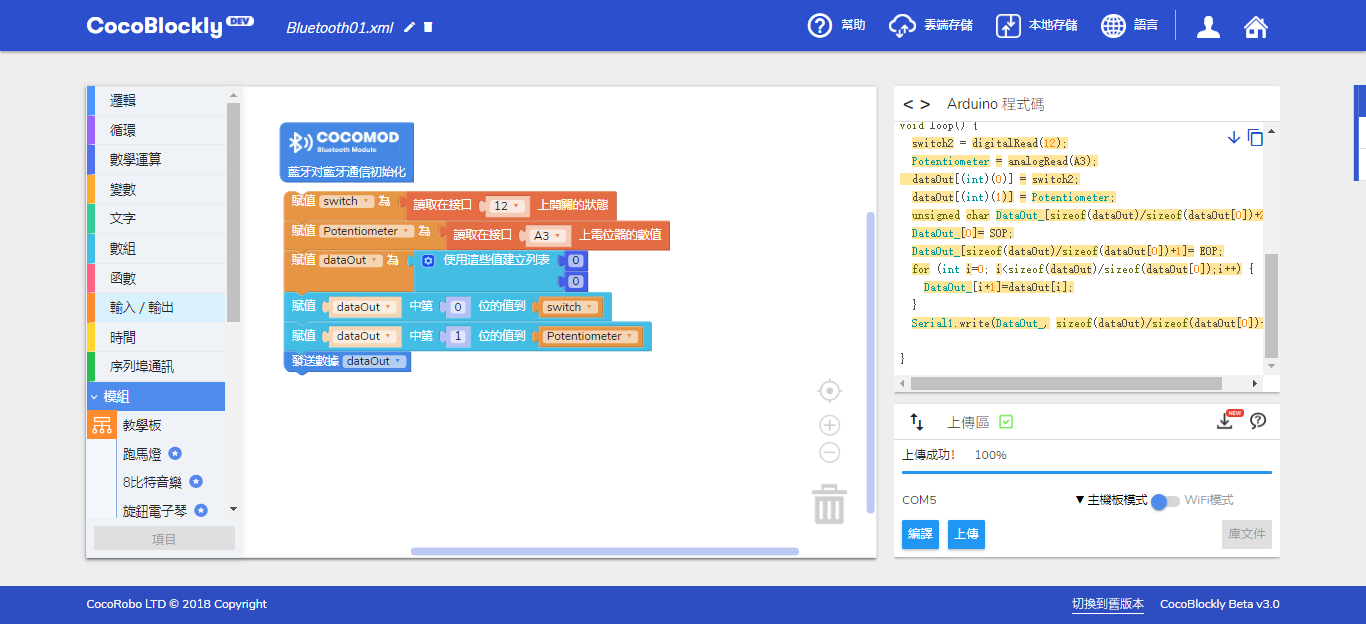 CocoBlockly DEV
Bluetooth01.xml
幫助
雲端存儲
本地存儲
語言
邏輯
循環
數學運算
變數
文字
數組
函數
輸入 / 輸出
時間
序列埠通訊
模組
教學板
跑馬燈
8比特音樂
旋鈕電子琴
項目
COCOMOD
Bluetooth Module
藍牙对藍牙通信初始化
賦值 switch 為 讀取在接口 12 上開關的狀態
賦值 Potentiometer 為 讀取在接口 A3 上電位器的數值
賦值 dataOut 為 使用這些值建立列表 0
0
賦值 dataOut 中第 0 位的值到 switch
賦值 dataOut 中第 1 位的值到 Potentiometer
發送數據 dataOut
< > Arduino 程式碼
void loop() {
switch2 = digitalRead(12);
Potentiometer = analogRead(A3);
dataOut[(int)(0)] = switch2;
dataOut[(int)(1)] = Potentiometer;
unsigned char DataOut_[sizeof(dataOut)/sizeof(dataOut[0])+2
DataOut_[0]= SOP;
DataOut_[sizeof(dataOut)/sizeof(dataOut[0])+1]= EOP;
for (int i=0; i<sizeof(dataOut)/sizeof(dataOut[0]);i++) {
DataOut_[i+1]=dataOut[i];
}
Serial1.write(DataOut_, sizeof(dataOut)/sizeof(dataOut[0])+
}
上傳區
NEW
上傳成功! 100%
COM5
▼主機板模式
WiFi模式
編譯
上傳
庫文件
CocoRobo LTD © 2018 Copyright
切換到舊版本
CocoBlockly Beta v3.0